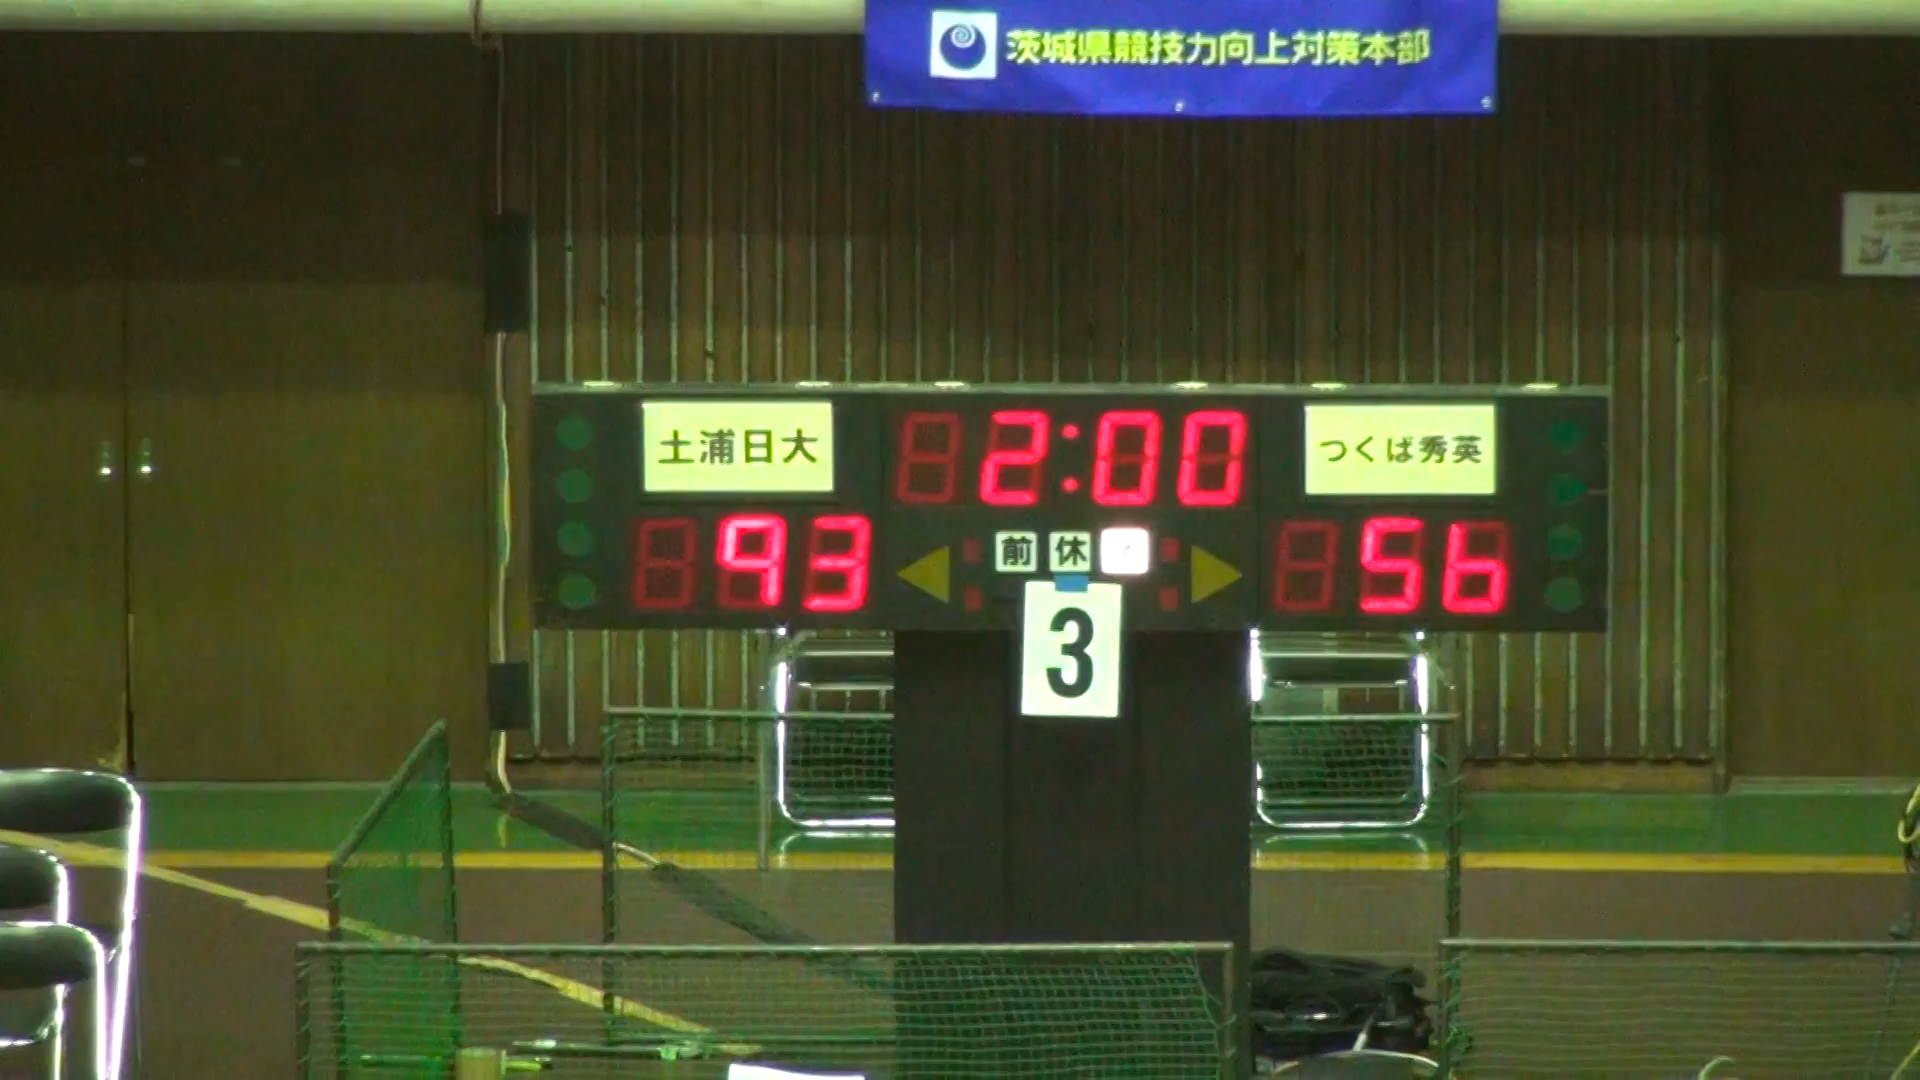 茨城県競技力向上対策本部
土浦日大
2:00
つくば秀英
93
前 休
56
3